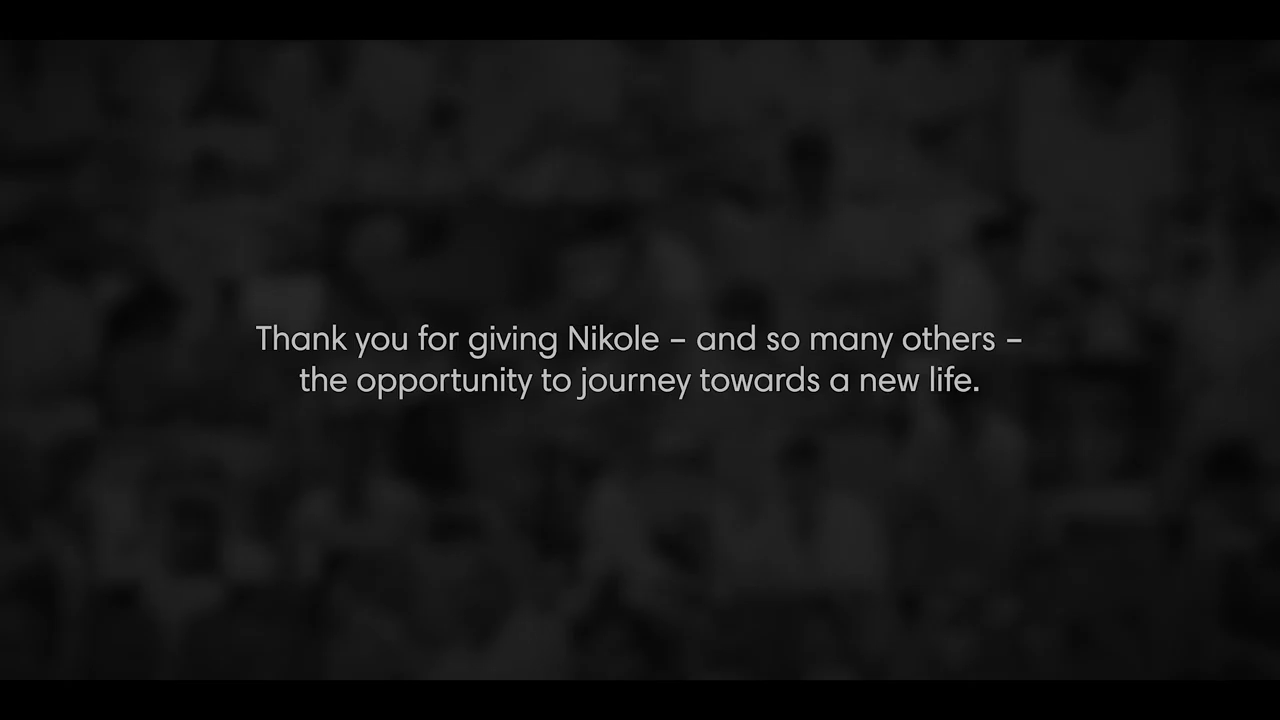 Thank you for giving Nikole – and so many others –
the opportunity to journey towards a new life.